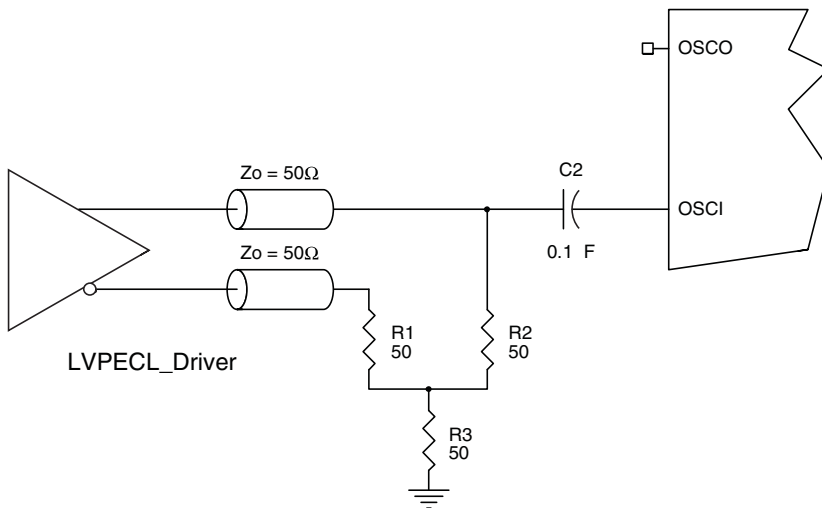 OSCO
Zo = 50Ω
C2
OSCI
0.1 F
Zo = 50Ω
R1
50
R2
50
LVPECL_Driver
R3
50